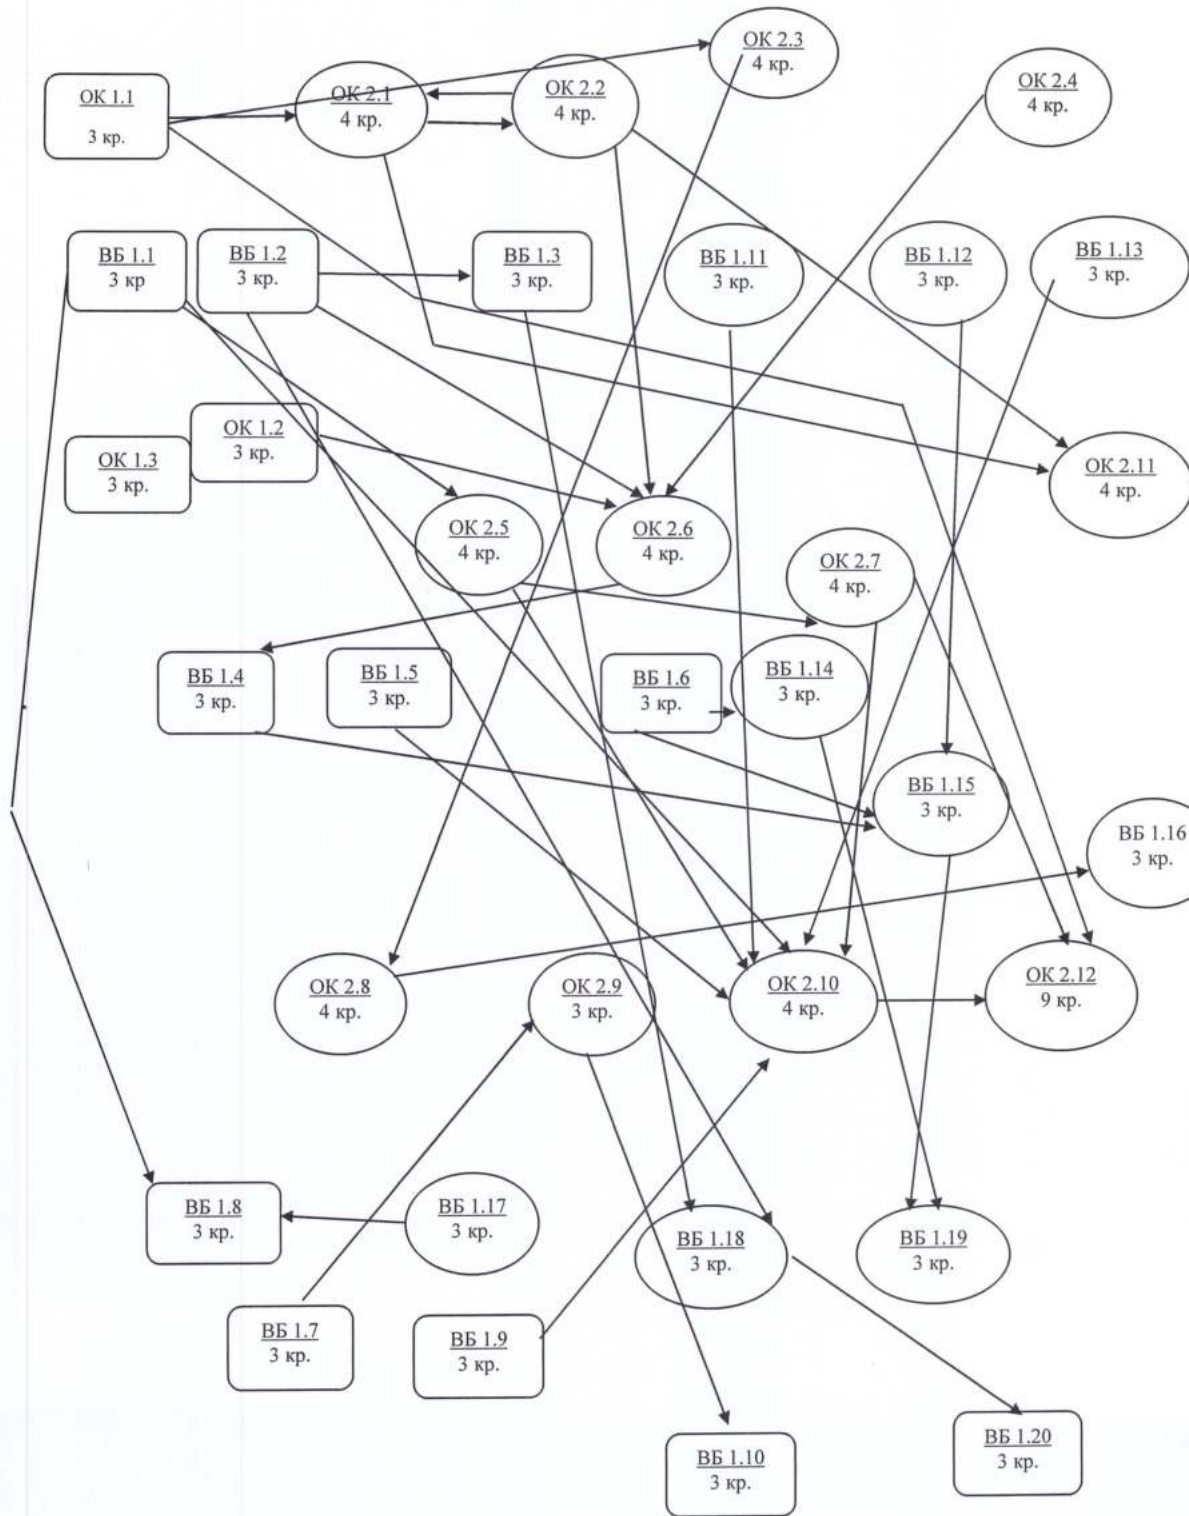 ОК 1.1
3 кр.
ОК 2.1
4 кр.
ОК 2.2
4 кр.
ОК 2.3
4 кр.
ОК 2.4
4 кр.
ВБ 1.1
3 кр
ВБ 1.2
3 кр.
ВБ 1.3
3 кр.
ВБ 1.11
3 кр.
ВБ 1.12
3 кр.
ВБ 1.13
3 кр.
ОК 1.3
3 кр.
ОК 1.2
3 кр.
ОК 2.11
4 кр.
ОК 2.5
4 кр.
ОК 2.6
4 кр.
ОК 2.7
4 кр.
ВБ 1.4
3 кр.
ВБ 1.5
3 кр.
ВБ 1.6
3 кр.
ВБ 1.14
3 кр.
ВБ 1.15
3 кр.
ВБ 1.16
3 кр.
ОК 2.8
4 кр.
ОК 2.9
3 кр.
ОК 2.10
4 кр.
ОК 2.12
9 кр.
ВБ 1.8
3 кр.
ВБ 1.17
3 кр.
ВБ 1.18
3 кр.
ВБ 1.19
3 кр.
ВБ 1.7
3 кр.
ВБ 1.9
3 кр.
ВБ 1.10
3 кр.
ВБ 1.20
3 кр.